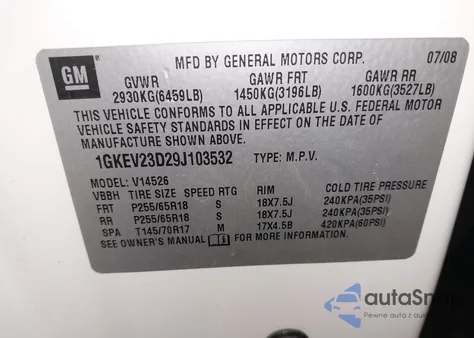 GM
MFD BY GENERAL MOTORS CORP. 07/08
GVWR GAWR FRT GAWR RR
2930KG(6459LB) 1450KG(3196LB) 1600KG(3527LB)
THIS VEHICLE CONFORMS TO ALL APPLICABLE U.S. FEDERAL MOTOR
VEHICLE SAFETY STANDARDS IN EFFECT ON THE DATE OF
MANUFACTURE SHOWN ABOVE.
1GKEV23D29J103532 TYPE: M.P.V.
MODEL: V14526
VBBH TIRE SIZE SPEED RTG RIM COLD TIRE PRESSURE
FRT P255/65R18 S 18X7.5J 240KPA(35PSI)
RR P255/65R18 S 18X7.5J 240KPA(35PSI)
SPA T145/70R17 M 17X4.5B 420KPA(60PSI)
SEE OWNER'S MANUAL FOR MORE INFORMATION
autaSnap
Pewne auta z